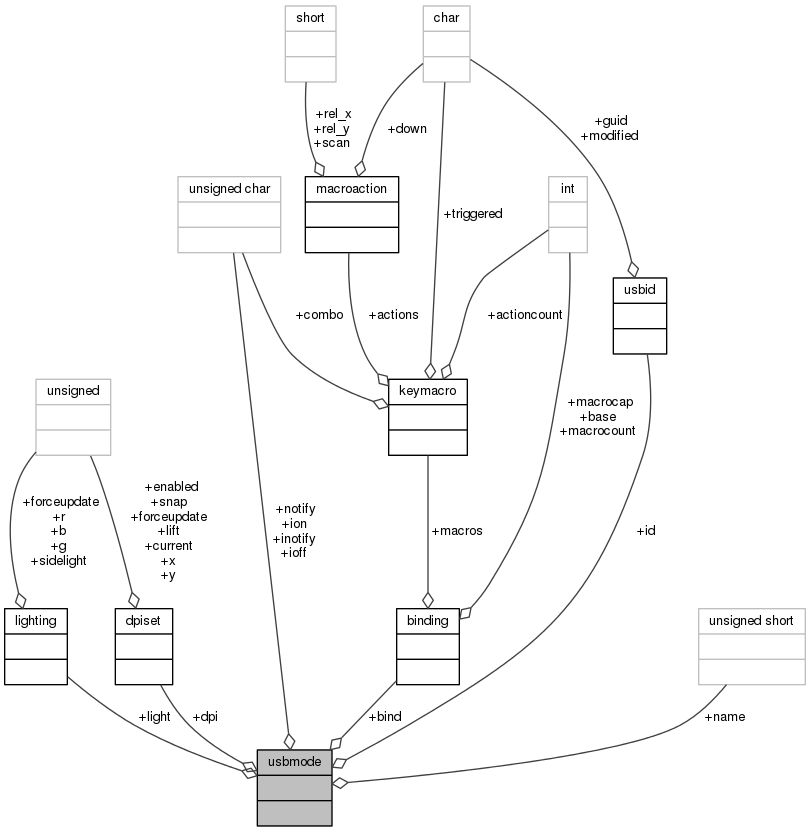 short
char
+rel_x
+rel_y
+scan
+down
+guid
+modified
unsigned char
macroaction
int
+triggered
usbid
+combo
+actions
+actioncount
unsigned
keymacro
+macrocap
+base
+macrocount
+forceupdate
+r
+b
+g
+sidelight
+enabled
+snap
+forceupdate
+lift
+current
+x
+y
+notify
+ion
+inotify
+ioff
+macros
+id
lighting
dpiset
binding
unsigned short
+light
+dpi
+bind
+name
usbmode